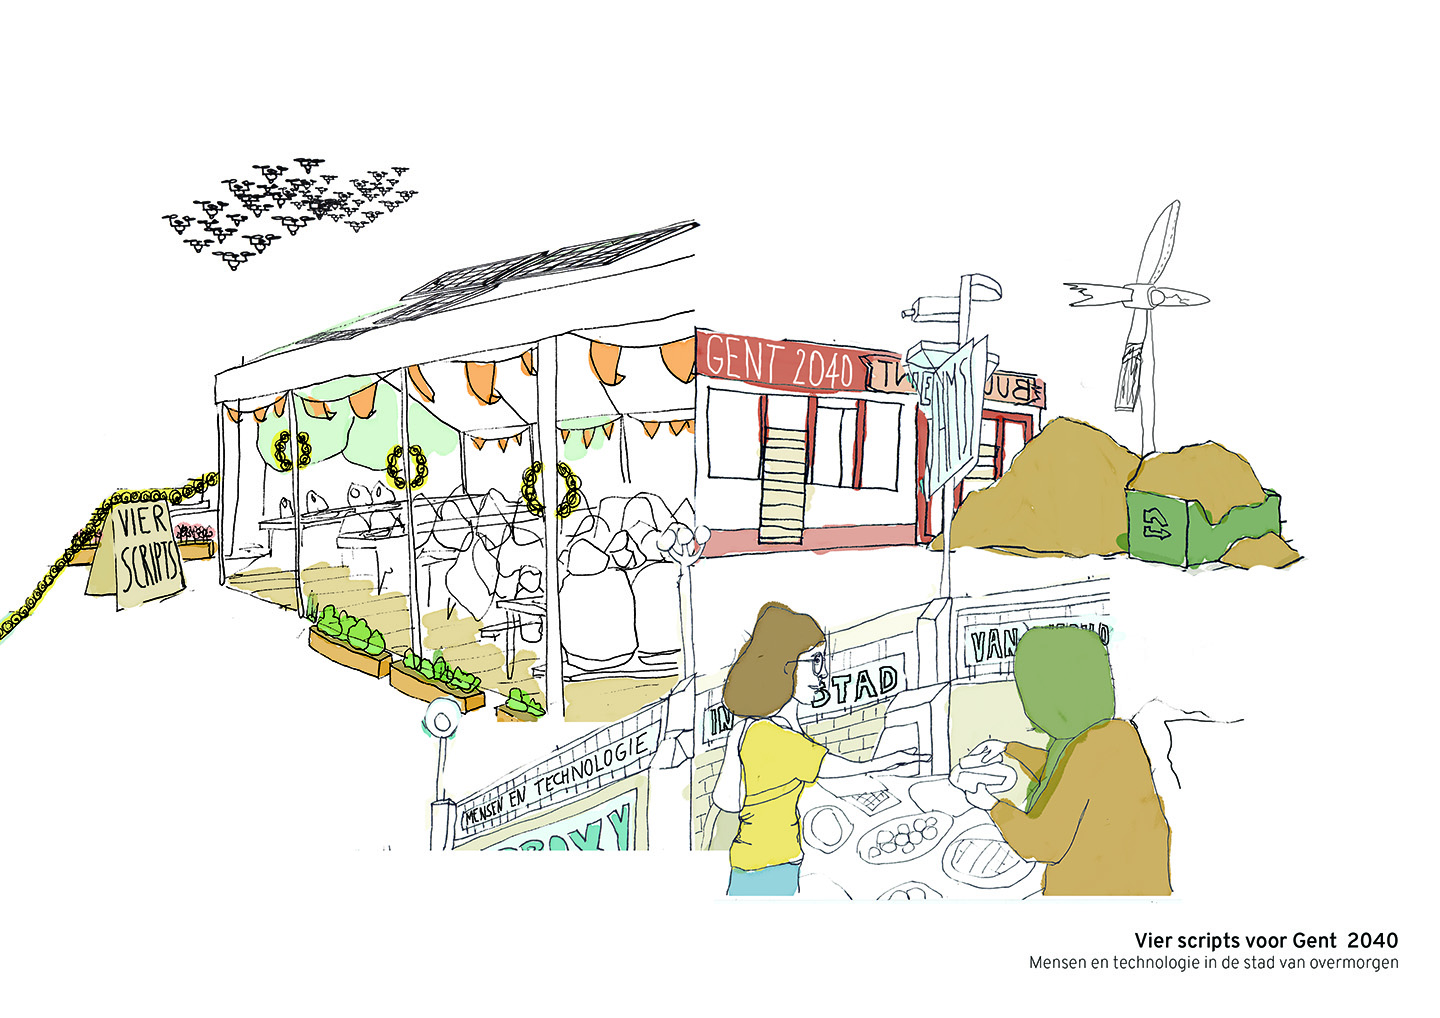 GENT 2040
BUURT
VIER
SCRIPTS
IN
STAD
VAN
MENSEN EN TECHNOLOGIE
PROXY
Vier scripts voor Gent 2040
Mensen en technologie in de stad van overmorgen